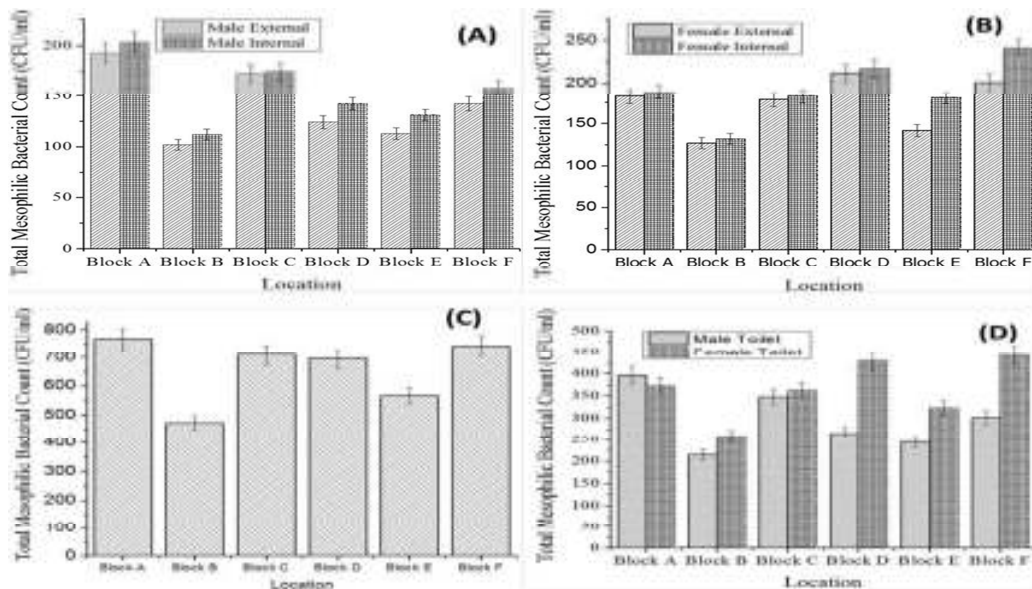 (A)
Male External
Male Internal
Total Mesophilic Bacterial Count (CFU/ml)
200
150
100
50
0
Block A Block B Block C Block D Block E Block F
Location
(B)
Female External
Female Internal
Total Mesophilic Bacterial Count (CFU/ml)
250
200
150
100
50
0
Block A Block B Block C Block D Block E Block F
Location
(C)
Total Mesophilic Bacterial Count (CFU/ml)
800
700
600
500
400
300
200
100
0
Block A Block B Block C Block D Block E Block F
Location
(D)
Male Toilet
Female Toilet
Total Mesophilic Bacterial Count (CFU/ml)
500
450
400
350
300
250
200
150
100
50
0
Block A Block B Block C Block D Block E Block F
Location